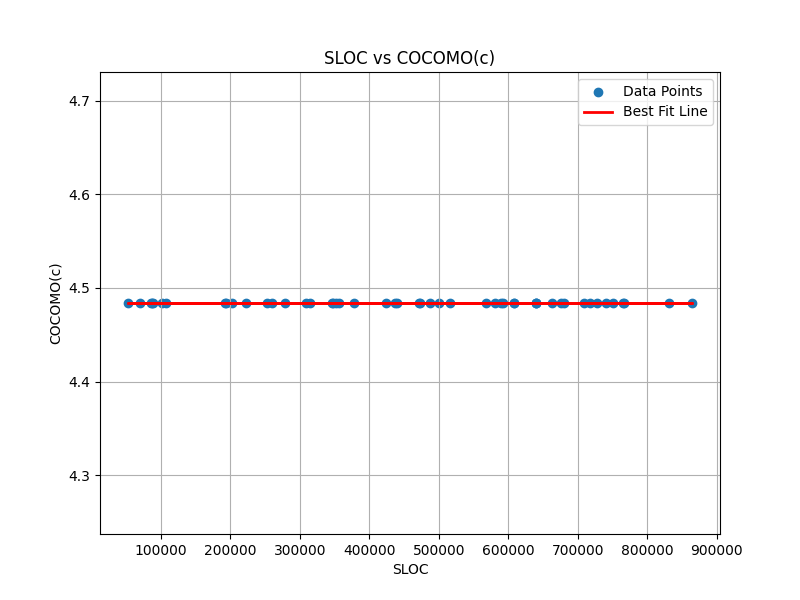 SLOC vs COCOMO(c)
Data Points
Best Fit Line
4.7
4.6
4.5
4.4
4.3
COCOMO(c)
100000 200000 300000 400000 500000 600000 700000 800000 900000
SLOC